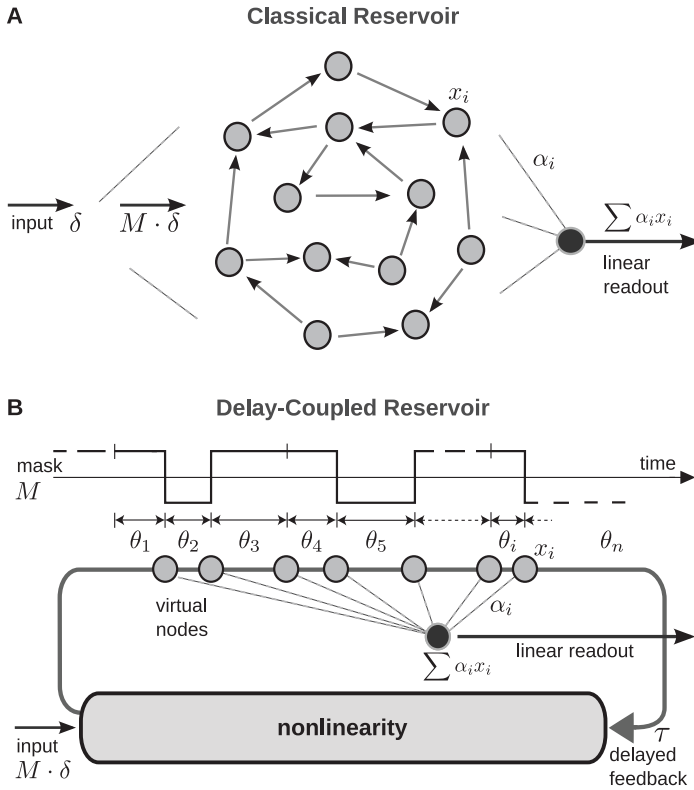 A
Classical Reservoir
x_i
α_i
input δ
M · δ
∑ α_i x_i
linear
readout
B
Delay-Coupled Reservoir
mask
M
time
θ_1 θ_2 θ_3 θ_4 θ_5 θ_i x_i θ_n
virtual
nodes
α_i
∑ α_i x_i
linear readout
nonlinearity
input
M · δ
τ
delayed
feedback